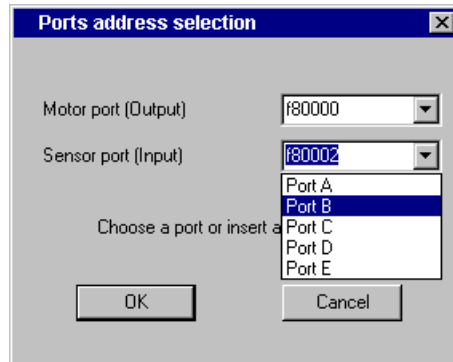 Ports address selection
Motor port (Output) f80000
Sensor port (Input) f80002
Port A
Port B
Choose a port or insert a Port C
Port D
Port E
OK Cancel